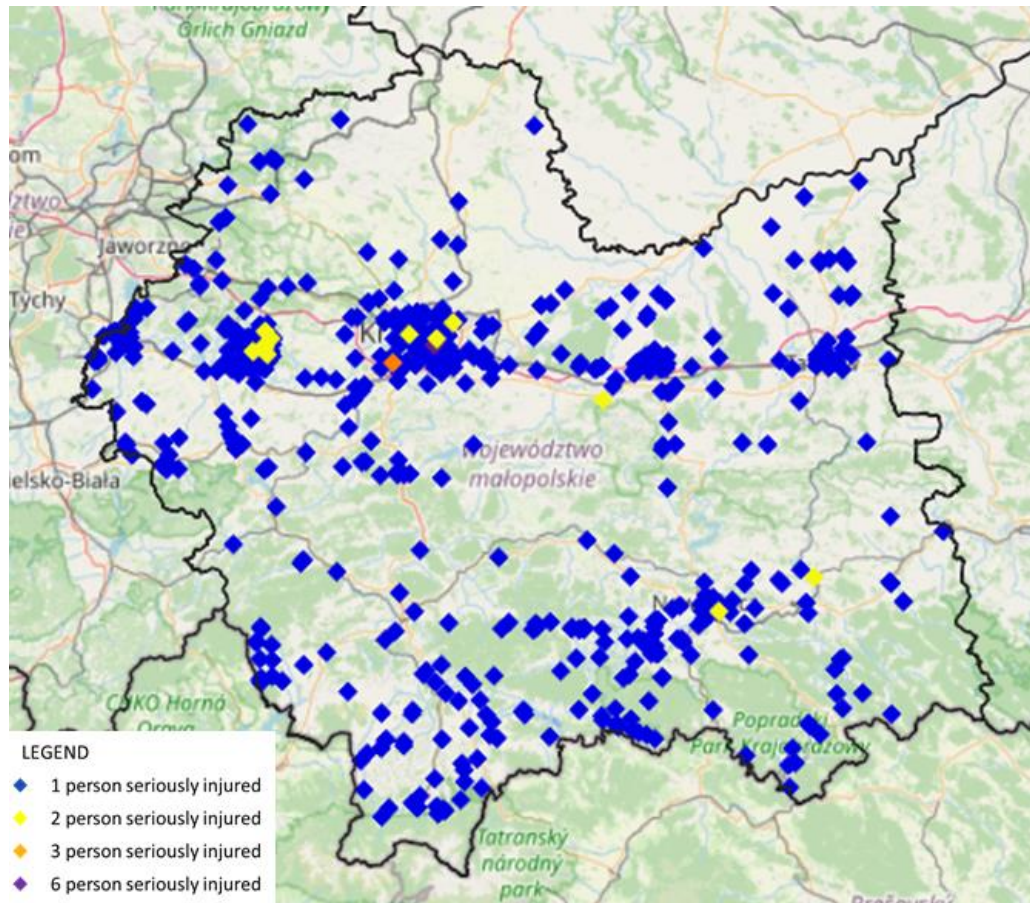 Orlich Gniazd
Jaworzno
Tychy
Województwo
małopolskie
ielsko-Biała
CHKO Horná
Orava
Popradzki
Park Krajobrazowy
Tatranský
národný
park
LEGEND
1 person seriously injured
2 person seriously injured
3 person seriously injured
6 person seriously injured